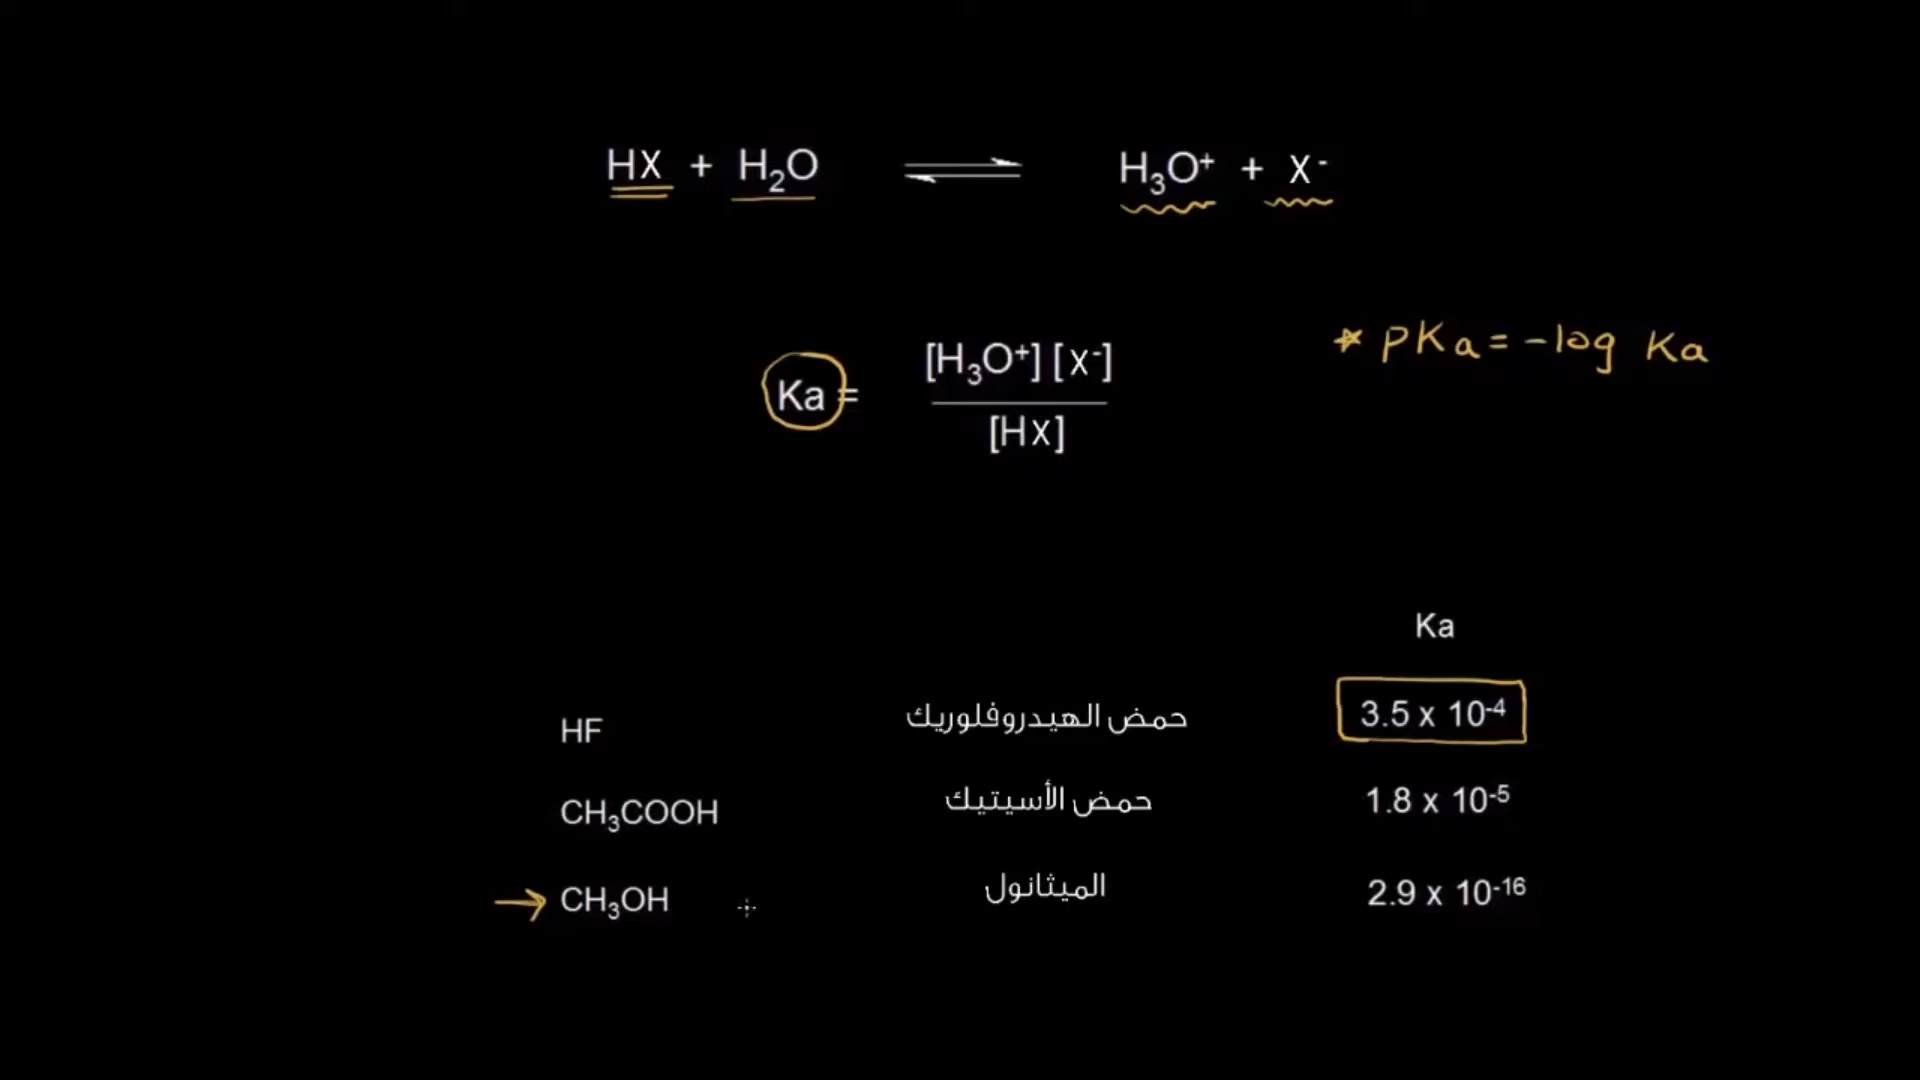 HX + H₂O ⇌ H₃O⁺ + X⁻
[H₃O⁺] [X⁻]
Ka =
[HX]
* pKa = -log Ka
Ka
HF حمض الهيدروفلوريك 3.5 x 10⁻⁴
CH₃COOH حمض الأسيتيك 1.8 x 10⁻⁵
→ CH₃OH الميثانول 2.9 x 10⁻¹⁶